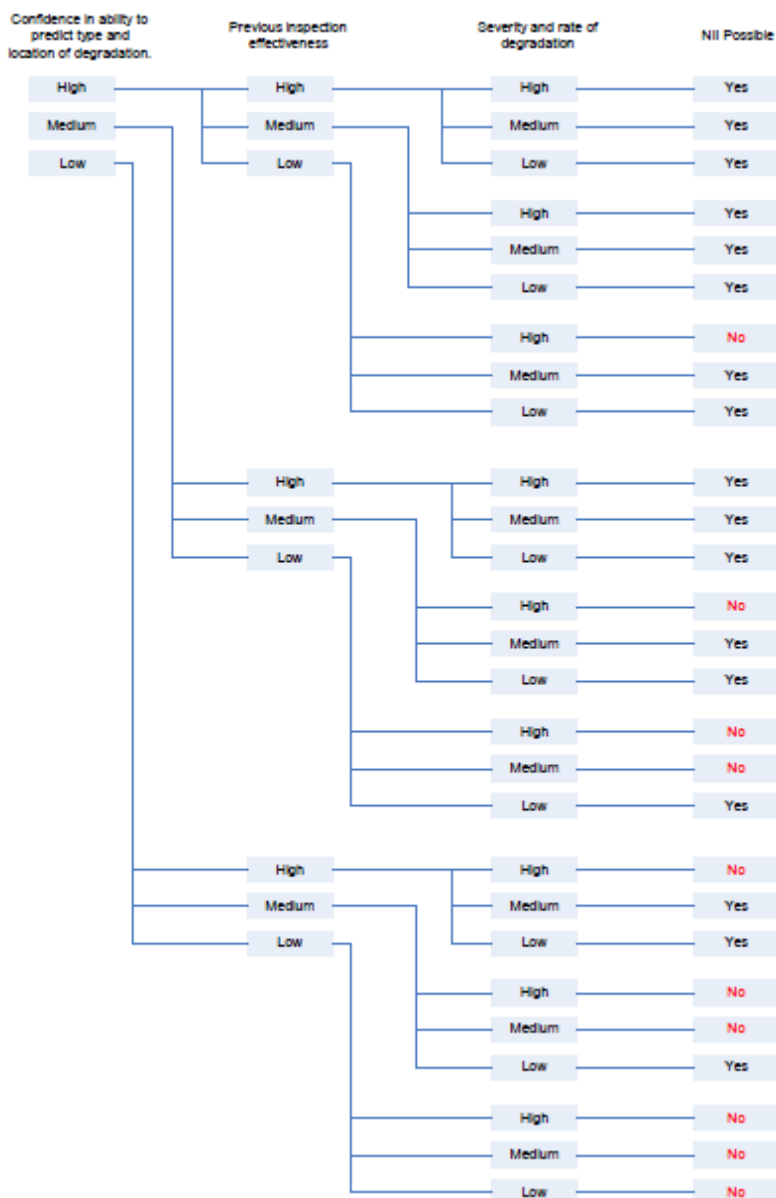 Confidence in ability to
predict type and
location of degradation.
Previous inspection
effectiveness
Severity and rate of
degradation
NII Possible
High High High Yes
Medium Medium Medium Yes
Low Low Low Yes
High Yes
Medium Yes
Low Yes
High No
Medium Yes
Low Yes
High High Yes
Medium Medium Yes
Low Low Yes
High No
Medium Yes
Low Yes
High No
Medium No
Low Yes
High High No
Medium Medium Yes
Low Low Yes
High No
Medium No
Low Yes
High No
Medium No
Low No